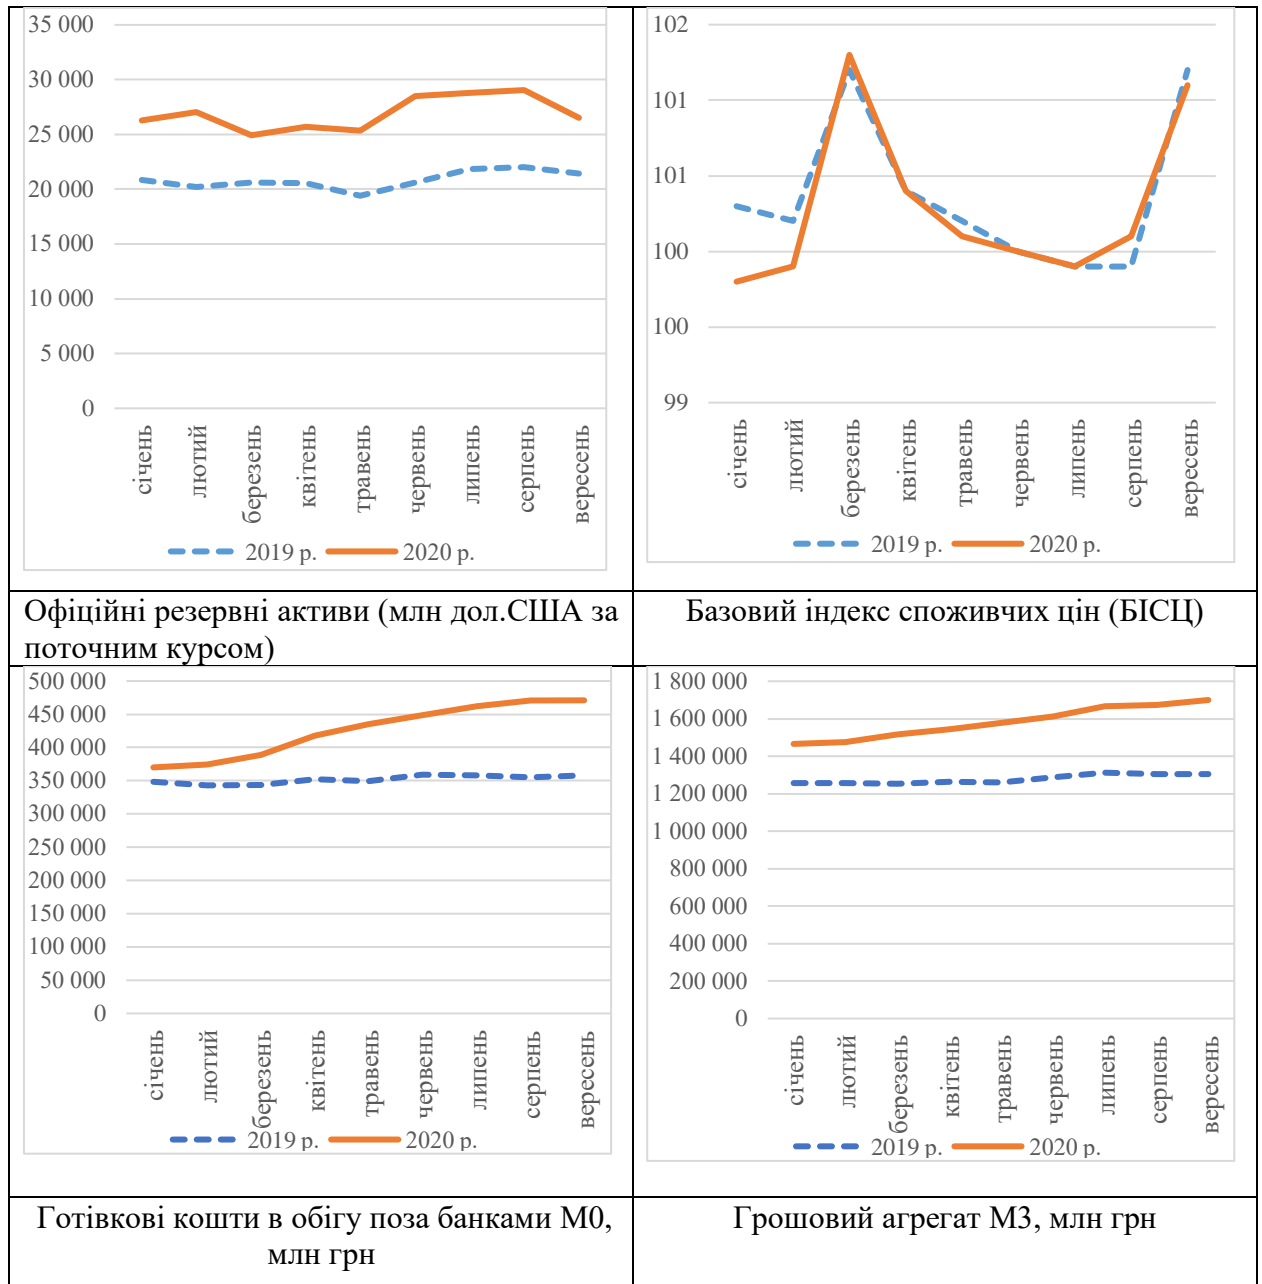 35 000
30 000
25 000
20 000
15 000
10 000
5 000
0
січень
лютий
березень
квітень
травень
червень
липень
серпень
вересень
2019 р.
2020 р.
102
101
101
100
100
99
січень
лютий
березень
квітень
травень
червень
липень
серпень
вересень
2019 р.
2020 р.
Офіційні резервні активи (млн дол.США за
поточним курсом)
Базовий індекс споживчих цін (БІСЦ)
500 000
450 000
400 000
350 000
300 000
250 000
200 000
150 000
100 000
50 000
0
січень
лютий
березень
квітень
травень
червень
липень
серпень
вересень
2019 р.
2020 р.
1 800 000
1 600 000
1 400 000
1 200 000
1 000 000
800 000
600 000
400 000
200 000
0
січень
лютий
березень
квітень
травень
червень
липень
серпень
вересень
2019 р.
2020 р.
Готівкові кошти в обігу поза банками М0,
млн грн
Грошовий агрегат М3, млн грн